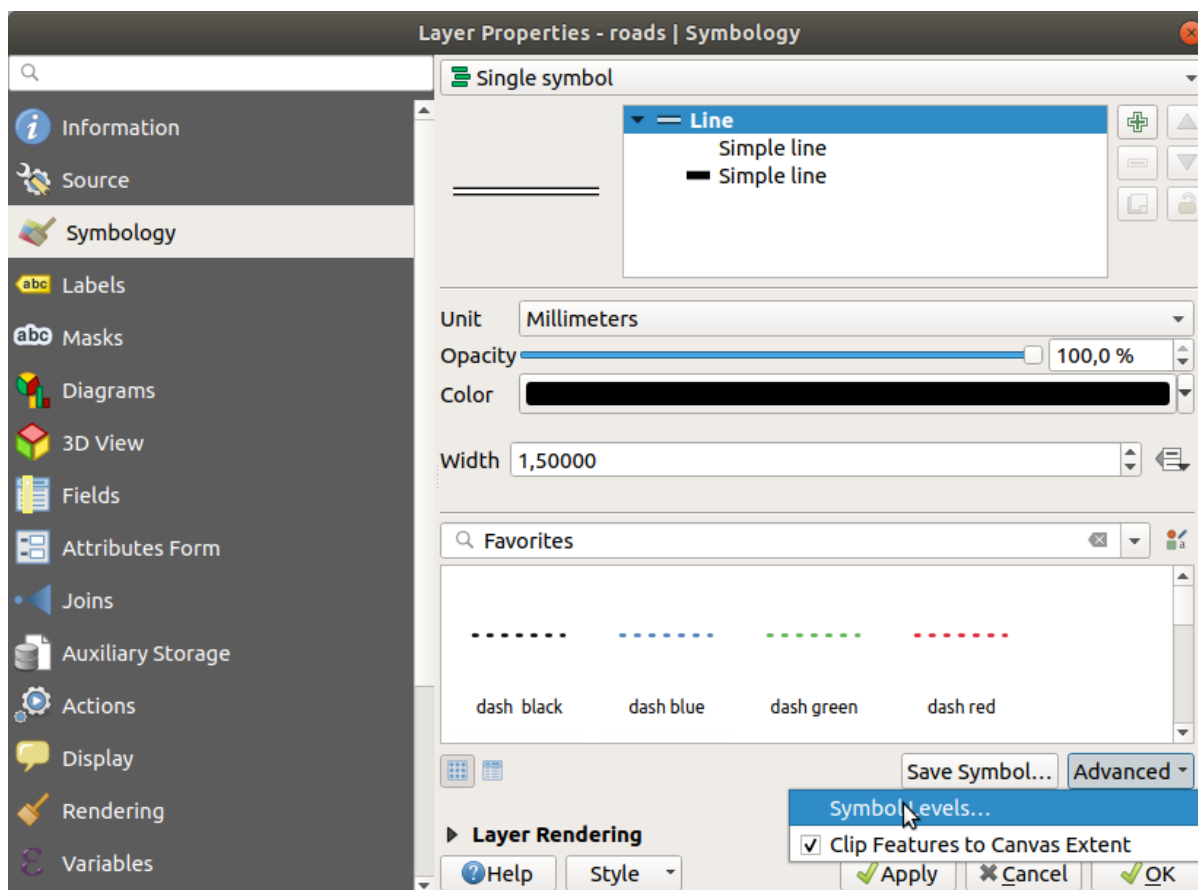 Layer Properties - roads | Symbology
Information
Source
Symbology
abc Labels
abc Masks
Diagrams
3D View
Fields
Attributes Form
Joins
Auxiliary Storage
Actions
Display
Rendering
Variables
Single symbol
Line
Simple line
Simple line
Unit Millimeters
Opacity 100,0 %
Color
Width 1,50000
Favorites
dash black dash blue dash green dash red
Save Symbol... Advanced
Symbol Levels...
Clip Features to Canvas Extent
Layer Rendering
Help Style Apply Cancel OK